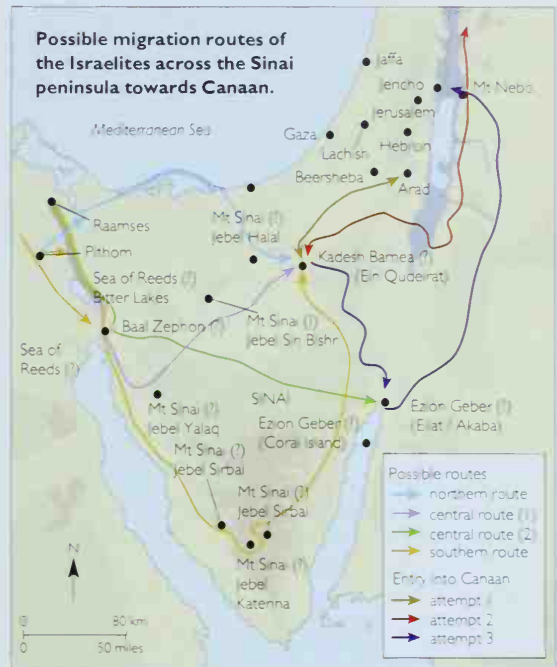 Possible migration routes of
the Israelites across the Sinai
peninsula towards Canaan.
Mediterranean Sea
Jaffa
Jericho
Mt Nebo
Jerusalem
Gaza
Lachish
Hebron
Beersheba
Arad
Raamses
Pithom
Mt Sinai (?)
Jebel Halal
Kadesh Barnea (?)
(Ein Qudeirat)
Sea of Reeds (?)
Bitter Lakes
Baal Zephon (?)
Mt Sinai (?)
Jebel Sin Bishr
Sea of
Reeds (?)
Mt Sinai (?)
Jebel Yalaq
SINAI
Ezion Geber (?)
(Coral Island)
Ezion Geber (?)
(Eilat / Akaba)
Mt Sinai (?)
Jebel Sirbal
Mt Sinai (?)
Jebel Sirbal
Mt Sinai (?)
Jebel
Katerina
N
0 80 km
0 50 miles
Possible routes
northern route
central route (1)
central route (2)
southern route
Entry into Canaan
attempt 1
attempt 2
attempt 3